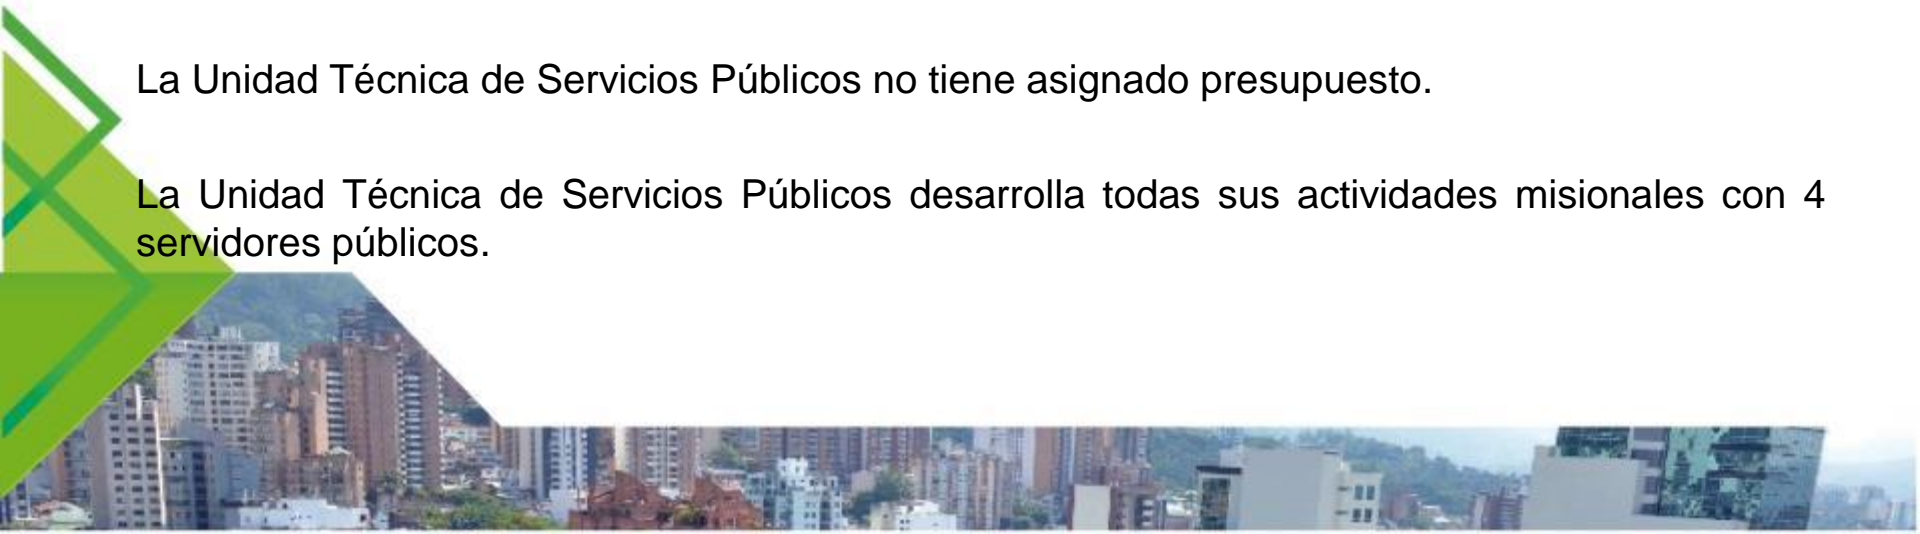 La Unidad Técnica de Servicios Públicos no tiene asignado presupuesto.
La Unidad Técnica de Servicios Públicos desarrolla todas sus actividades misionales con 4
servidores públicos.